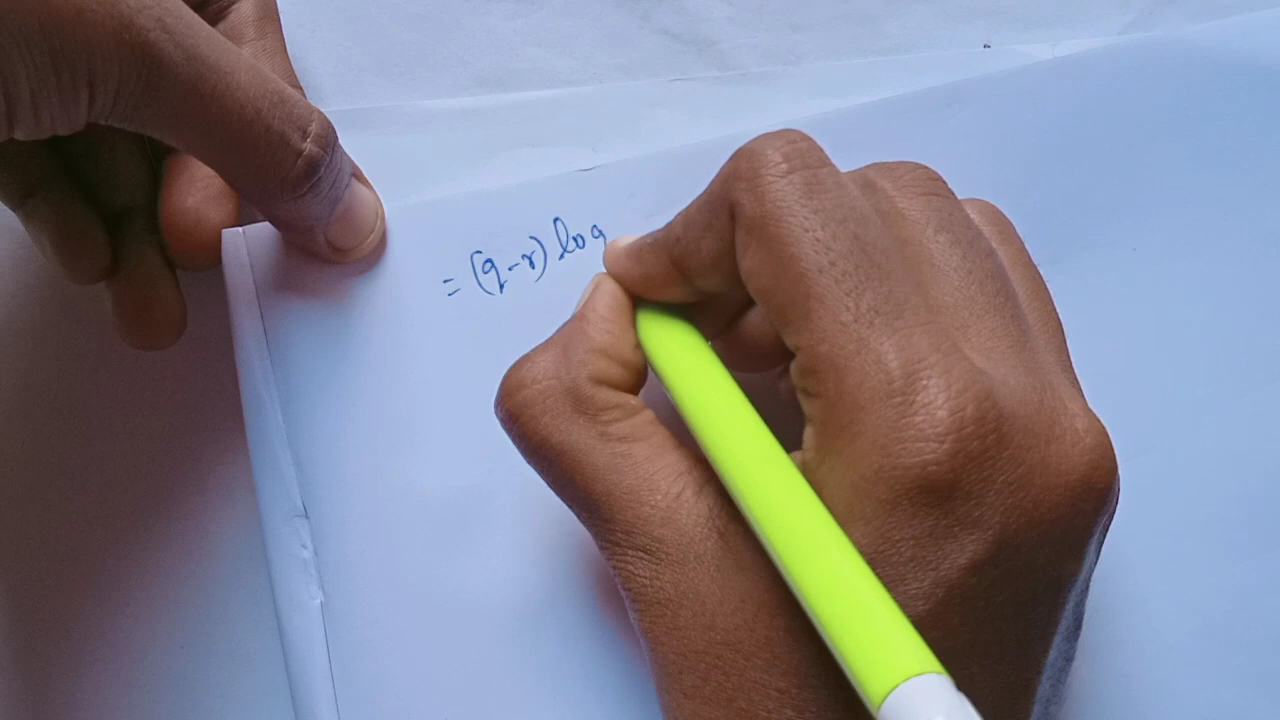 = (q-r) log